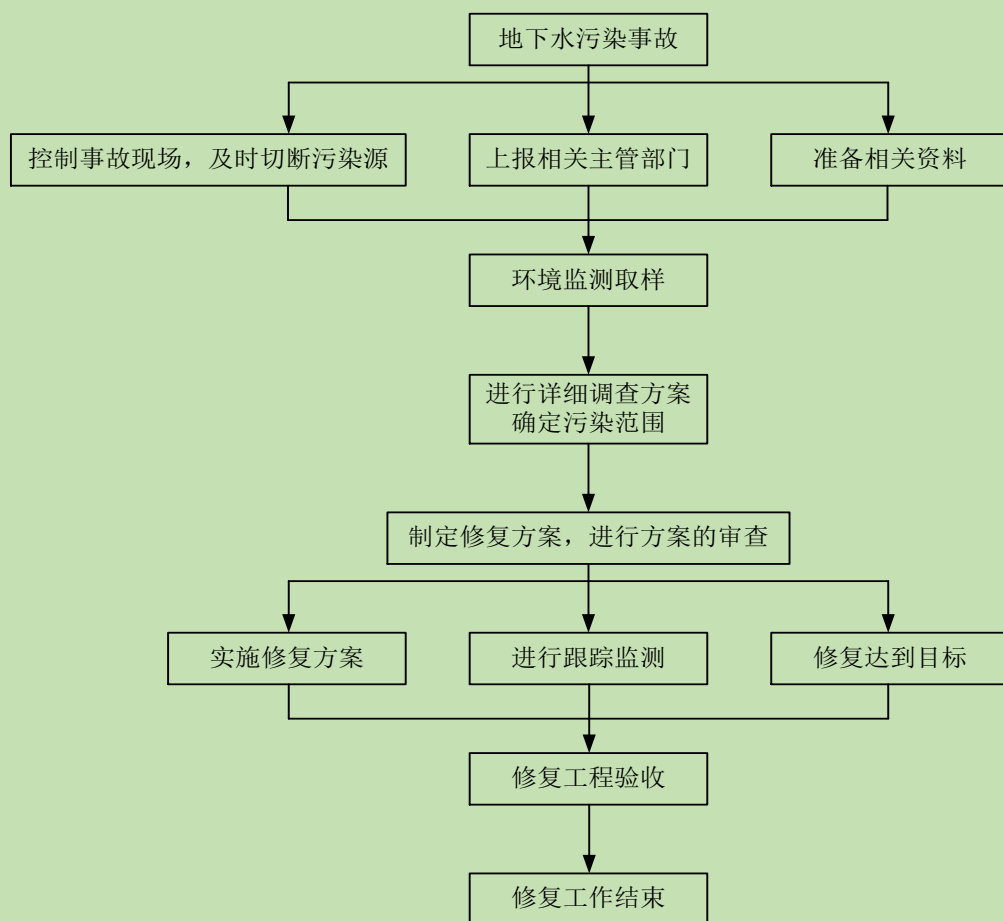 地下水污染事故
控制事故现场，及时切断污染源
上报相关主管部门
准备相关资料
环境监测取样
进行详细调查方案
确定污染范围
制定修复方案，进行方案的审查
实施修复方案
进行跟踪监测
修复达到目标
修复工程验收
修复工作结束